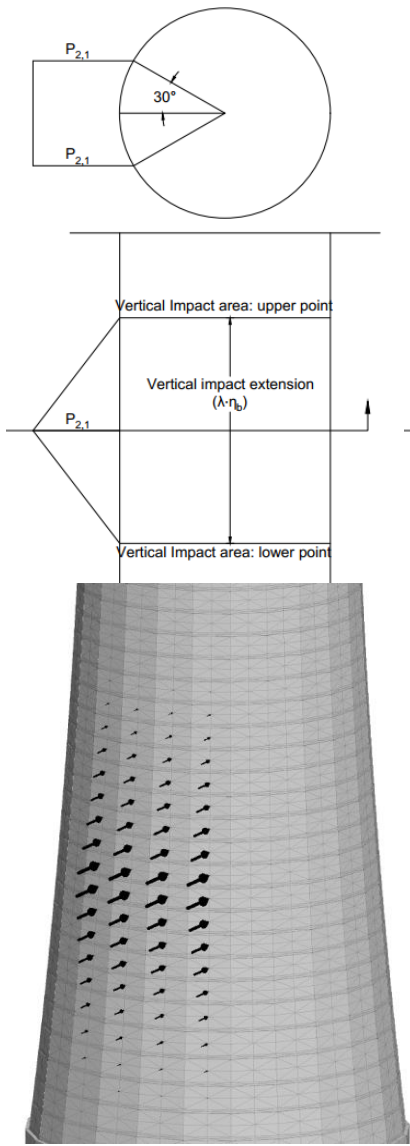 P2,1
30°
P2,1
Vertical Impact area: upper point
Vertical impact extension
(λ·ηb)
P2,1
Vertical Impact area: lower point